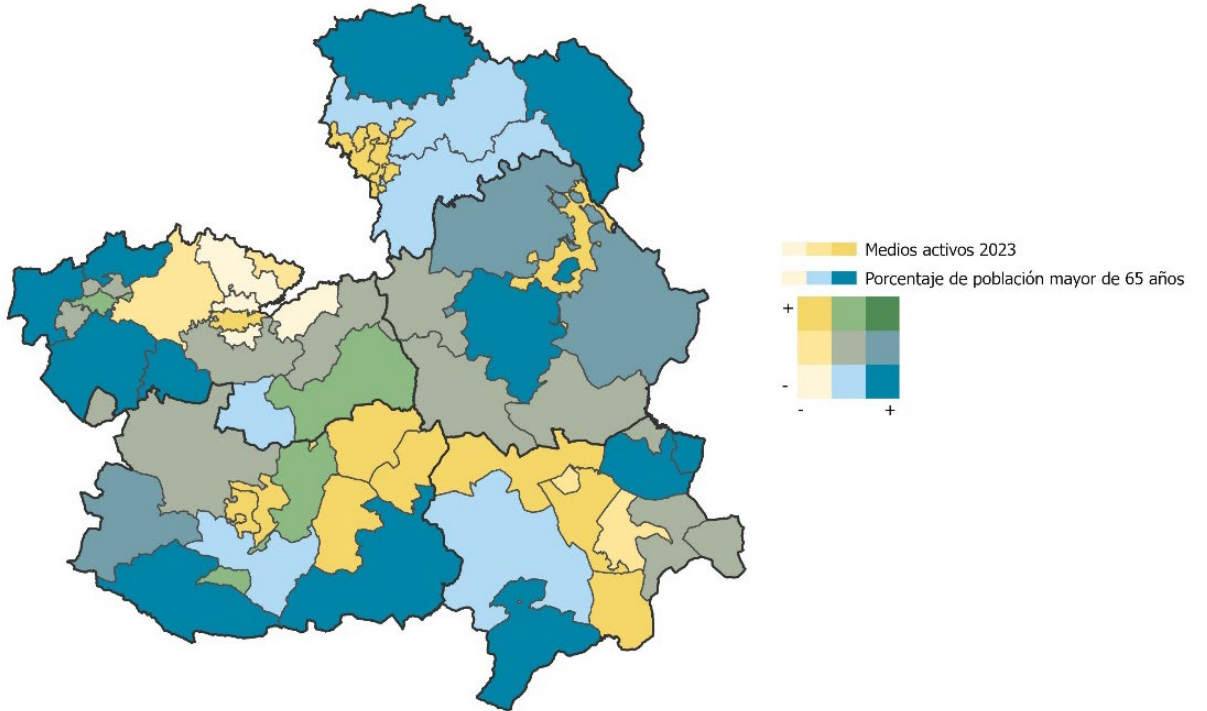 Medios activos 2023
Porcentaje de población mayor de 65 años
+
-
- +